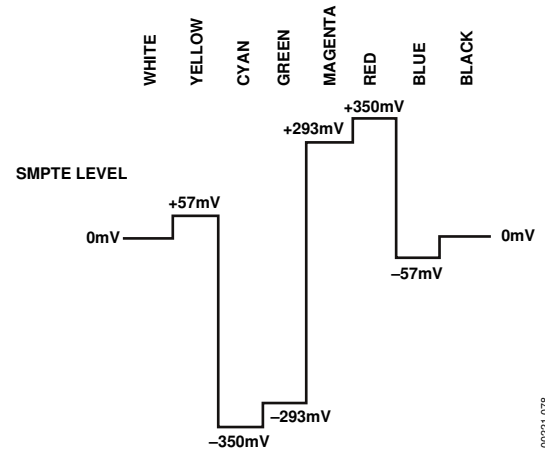 WHITE
YELLOW
CYAN
GREEN
MAGENTA
RED
BLUE
BLACK
+350mV
+293mV
SMPTE LEVEL
+57mV
0mV
0mV
–57mV
–293mV
–350mV